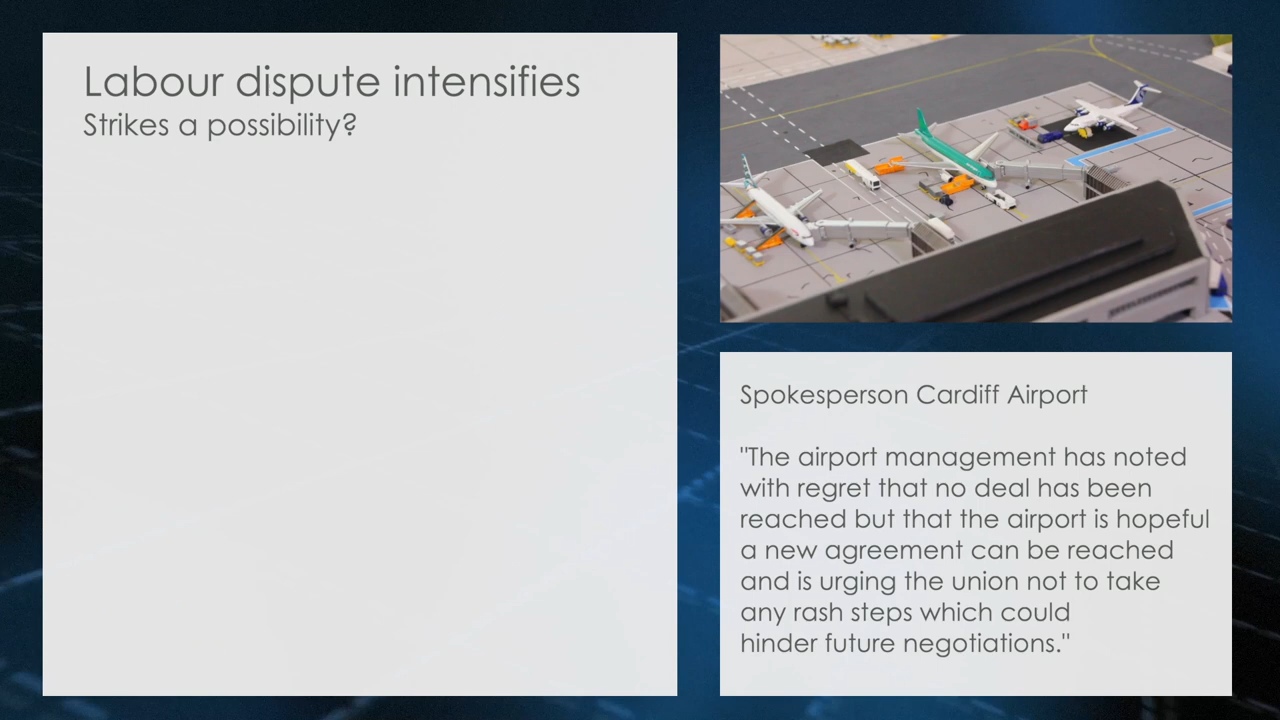 Labour dispute intensifies
Strikes a possibility?
Spokesperson Cardiff Airport
"The airport management has noted
with regret that no deal has been
reached but that the airport is hopeful
a new agreement can be reached
and is urging the union not to take
any rash steps which could
hinder future negotiations."